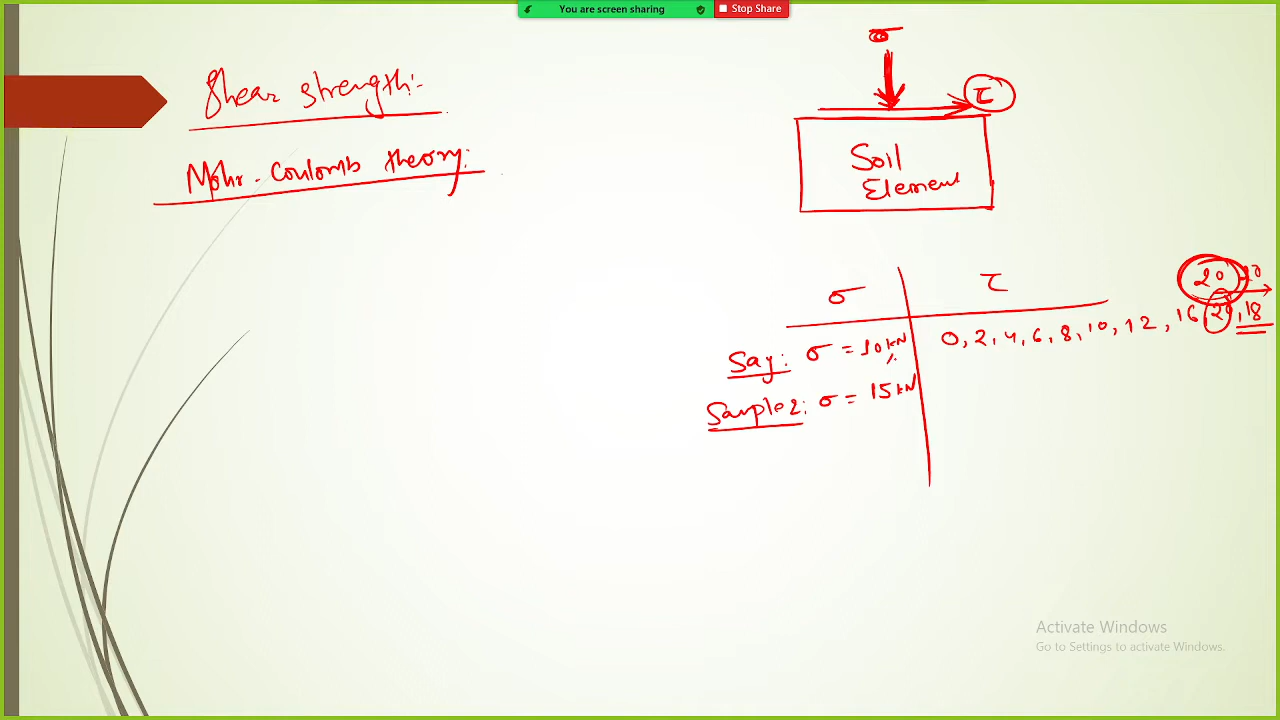 You are screen sharing Stop Share
Shear strength:-
Mohr-Coulomb theory:
σ
τ
Soil
Element
σ τ 20
Say: σ = 10 kN 0, 2, 4, 6, 8, 10, 12, 16, 20, 18
Sample 2: σ = 15 kN
Activate Windows
Go to Settings to activate Windows.